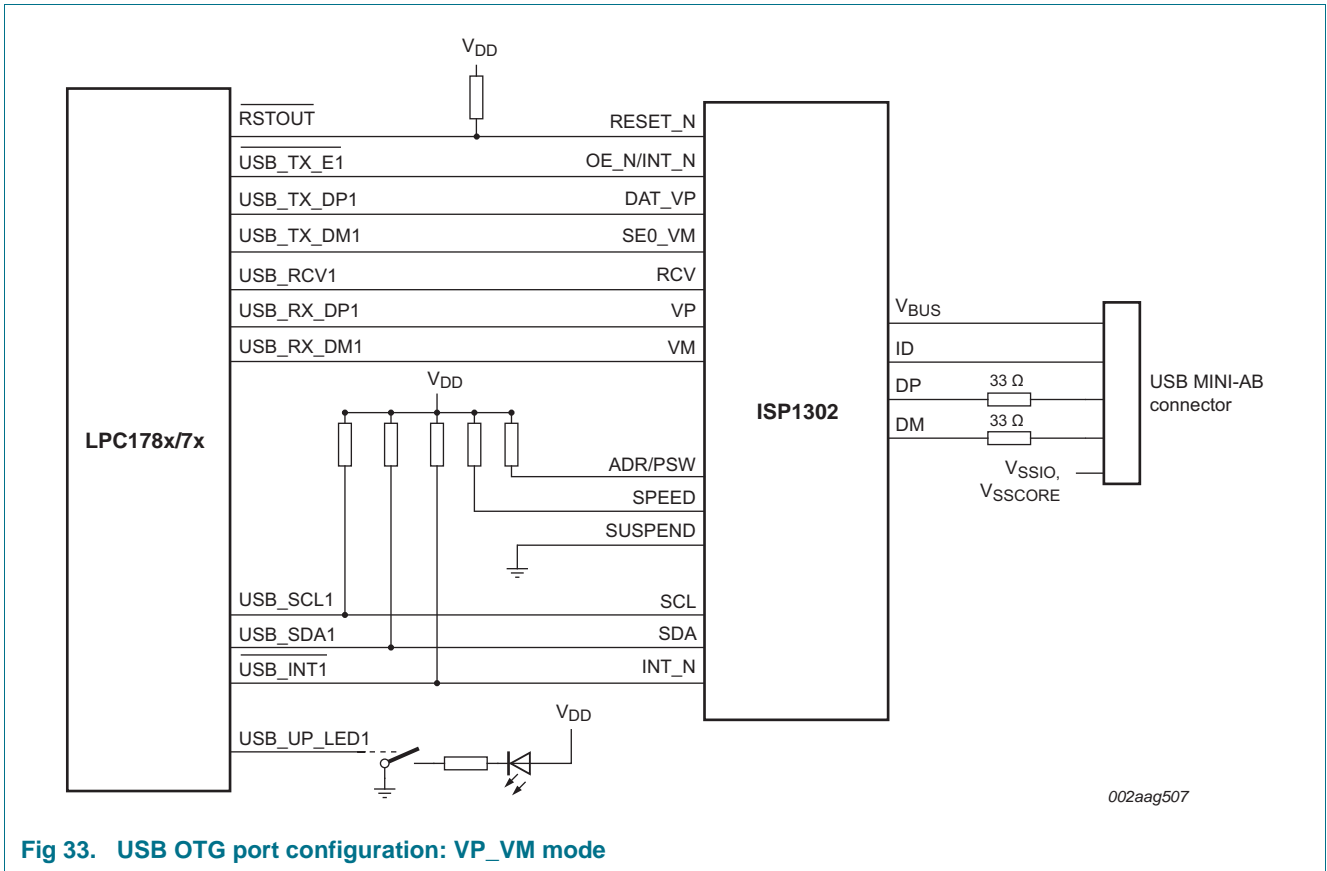 VDD
RSTOUT RESET_N
USB_TX_E1 OE_N/INT_N
USB_TX_DP1 DAT_VP
USB_TX_DM1 SE0_VM
USB_RCV1 RCV
USB_RX_DP1 VP
USB_RX_DM1 VM
VBUS
ID
DP 33 Ω
DM 33 Ω
USB MINI-AB
connector
VSSIO,
VSSCORE
VDD
LPC178x/7x
ISP1302
ADR/PSW
SPEED
SUSPEND
USB_SCL1 SCL
USB_SDA1 SDA
USB_INT1 INT_N
VDD
USB_UP_LED1
002aag507
Fig 33. USB OTG port configuration: VP_VM mode